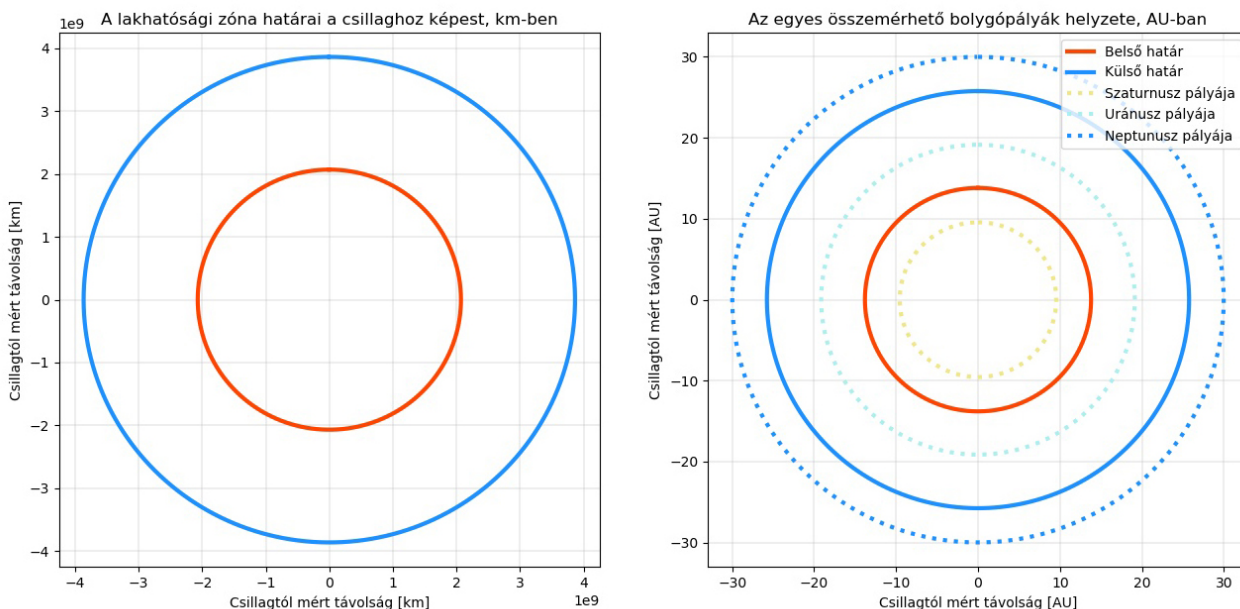 A lakhatósági zóna határai a csillaghoz képest, km-ben
1e9
4
3
2
1
0
−1
−2
−3
−4
Csillagtól mért távolság [km]
−4 −3 −2 −1 0 1 2 3 4
Csillagtól mért távolság [km]
1e9
Az egyes összemérhető bolygópályák helyzete, AU-ban
30
20
10
0
−10
−20
−30
Csillagtól mért távolság [AU]
−30 −20 −10 0 10 20 30
Csillagtól mért távolság [AU]
Belső határ
Külső határ
Szaturnusz pályája
Uránusz pályája
Neptunusz pályája